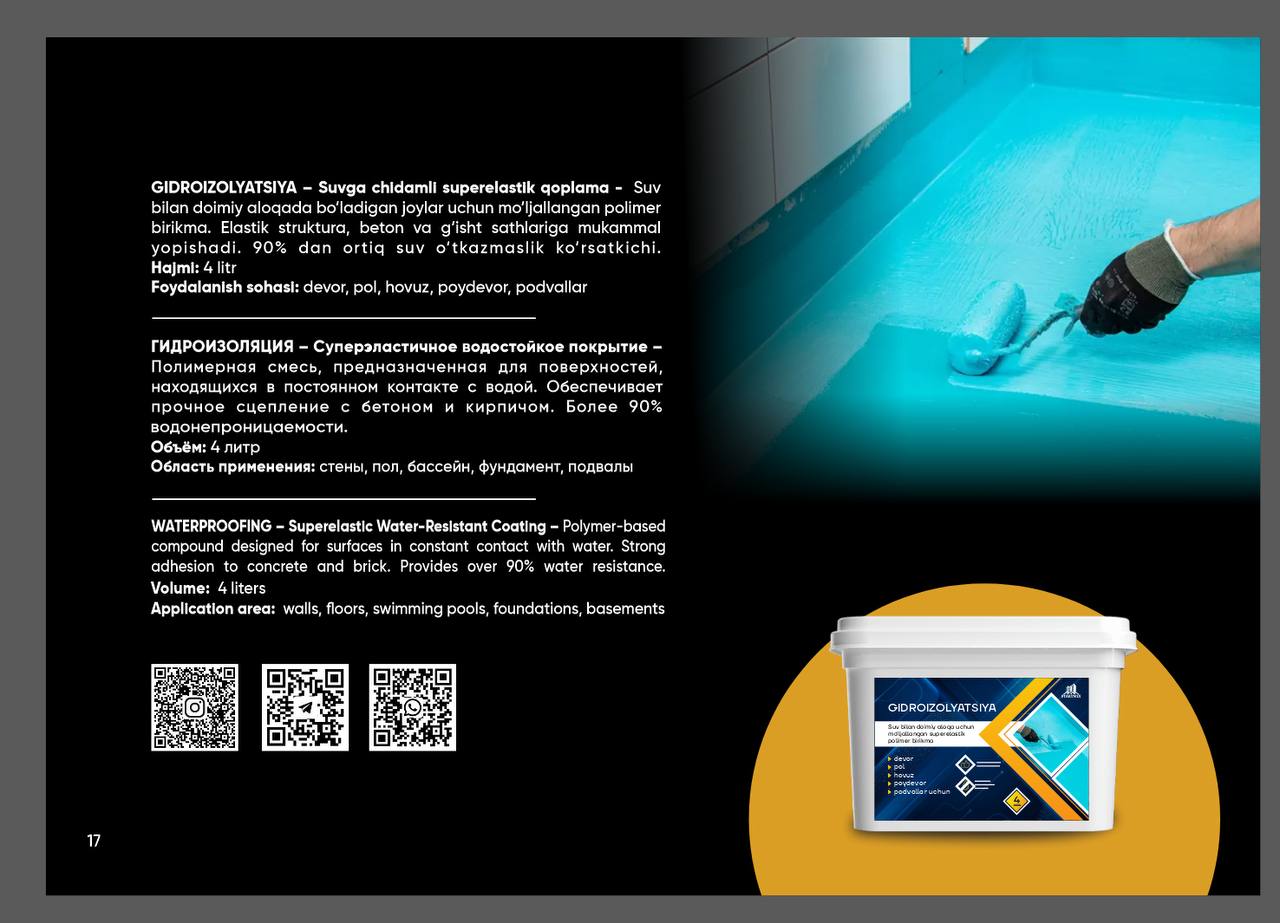 GIDROIZOLYATSIYA – Suvga chidamli superelastik qoplama - Suv
bilan doimiy aloqada bo‘ladigan joylar uchun mo‘ljallangan polimer
birikma. Elastik struktura, beton va g‘isht sathlariga mukammal
yopishadi. 90% dan ortiq suv o‘tkazmaslik ko‘rsatkichi.
Hajmi: 4 litr
Foydalanish sohasi: devor, pol, hovuz, poydevor, podvallar
ГИДРОИЗОЛЯЦИЯ – Суперэластичное водостойкое покрытие –
Полимерная смесь, предназначенная для поверхностей,
находящихся в постоянном контакте с водой. Обеспечивает
прочное сцепление с бетоном и кирпичом. Более 90%
водонепроницаемости.
Объём: 4 литр
Область применения: стены, пол, бассейн, фундамент, подвалы
WATERPROOFING – Superelastic Water-Resistant Coating – Polymer-based
compound designed for surfaces in constant contact with water. Strong
adhesion to concrete and brick. Provides over 90% water resistance.
Volume: 4 liters
Application area: walls, floors, swimming pools, foundations, basements
17
GIDROIZOLYATSIYA
Suv bilan doimiy aloqa uchun
mo‘ljallangan superelastik
polimer birikma
devor
pol
hovuz
poydevor
podvallar uchun
4